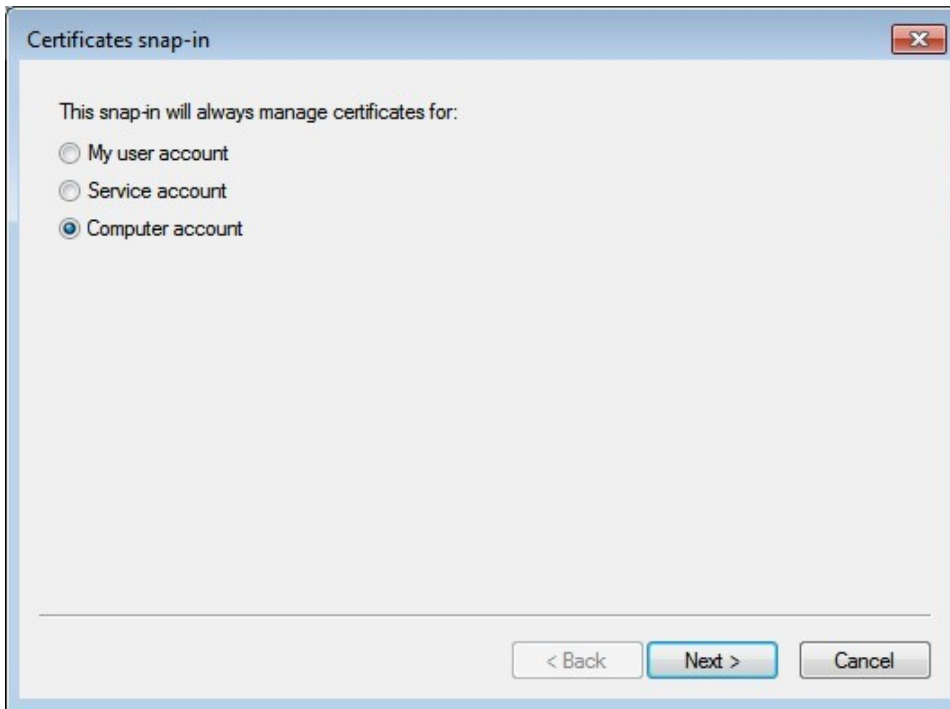 Certificates snap-in
This snap-in will always manage certificates for:
My user account
Service account
Computer account
< Back
Next >
Cancel